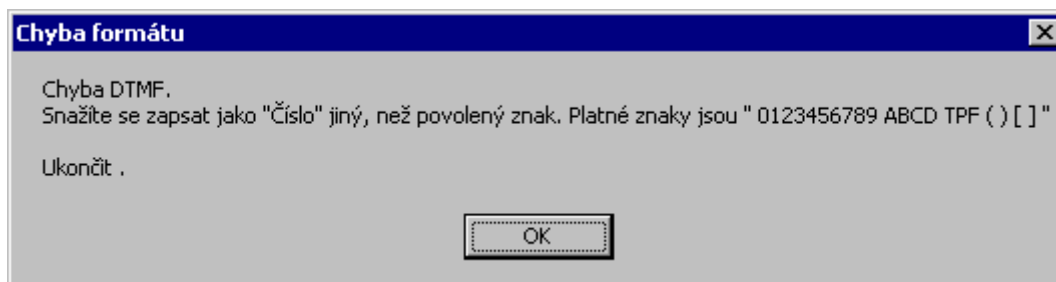 Chyba formátu
Chyba DTMF.
Snažíte se zapsat jako "Číslo" jiný, než povolený znak. Platné znaky jsou " 0123456789 ABCD TPF ( ) [ ] "
Ukončit .
OK